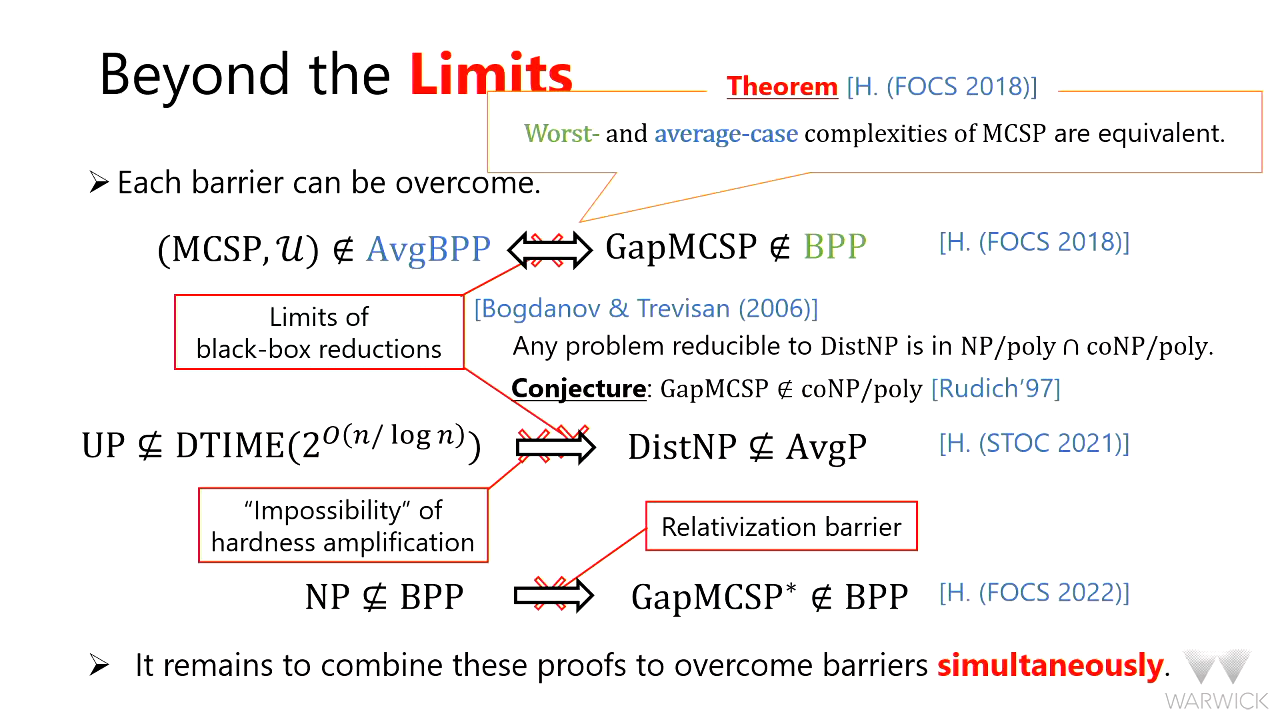 Beyond the Limits
Theorem [H. (FOCS 2018)]
Worst- and average-case complexities of MCSP are equivalent.
➢ Each barrier can be overcome.
(MCSP, 𝒰) ∉ AvgBPP ⟺ GapMCSP ∉ BPP [H. (FOCS 2018)]
Limits of
black-box reductions
[Bogdanov & Trevisan (2006)]
Any problem reducible to DistNP is in NP/poly ∩ coNP/poly.
Conjecture: GapMCSP ∉ coNP/poly [Rudich’97]
UP ⊈ DTIME(2^{O(n/ log n)}) ⟹ DistNP ⊈ AvgP [H. (STOC 2021)]
“Impossibility” of
hardness amplification
Relativization barrier
NP ⊈ BPP ⟹ GapMCSP* ∉ BPP [H. (FOCS 2022)]
➢ It remains to combine these proofs to overcome barriers simultaneously.
WARWICK